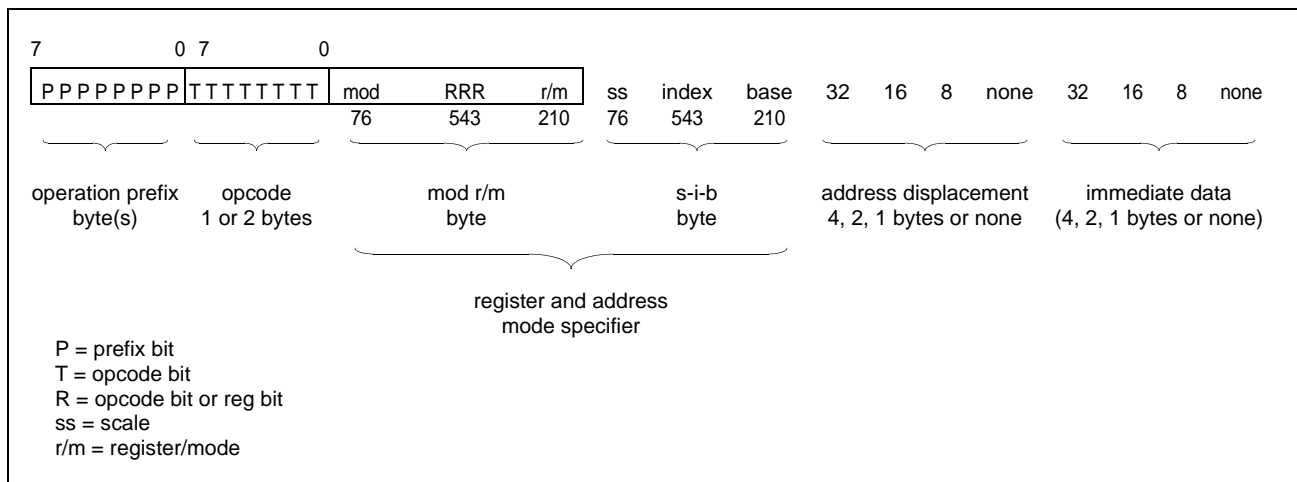 7 0 7 0
P P P P P P P P T T T T T T T T mod RRR r/m ss index base 32 16 8 none 32 16 8 none
76 543 210 76 543 210
operation prefix opcode mod r/m s-i-b address displacement immediate data
byte(s) 1 or 2 bytes byte byte 4, 2, 1 bytes or none (4, 2, 1 bytes or none)
register and address
mode specifier
P = prefix bit
T = opcode bit
R = opcode bit or reg bit
ss = scale
r/m = register/mode